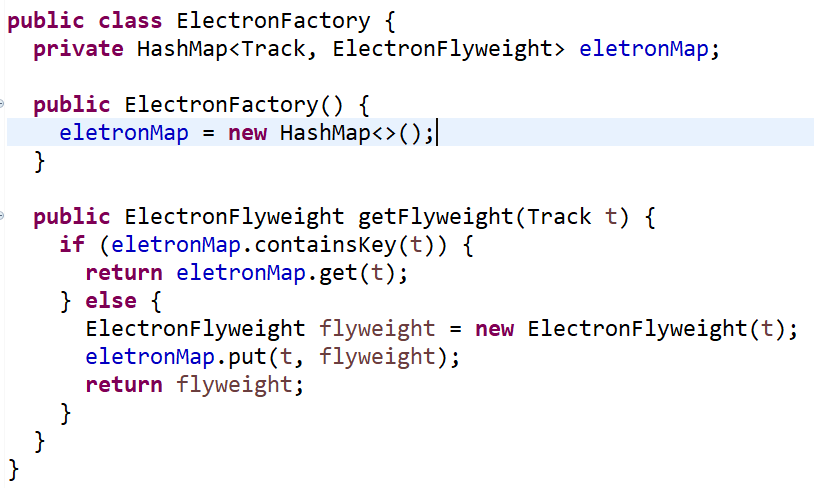 public class ElectronFactory {
private HashMap<Track, ElectronFlyweight> eletronMap;
public ElectronFactory() {
eletronMap = new HashMap<>();
}
public ElectronFlyweight getFlyweight(Track t) {
if (eletronMap.containsKey(t)) {
return eletronMap.get(t);
} else {
ElectronFlyweight flyweight = new ElectronFlyweight(t);
eletronMap.put(t, flyweight);
return flyweight;
}
}
}